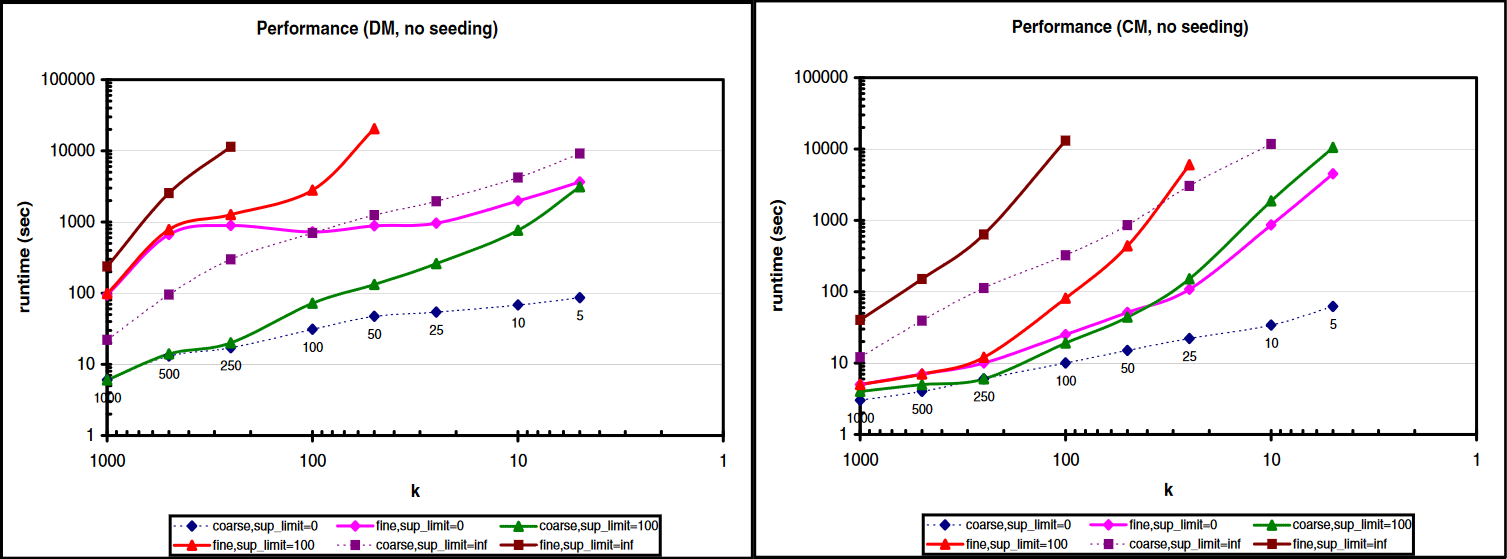 Performance (DM, no seeding)
100000
10000
1000
100
10
1
runtime (sec)
1000
500
250
100
50
25
10
5
1000
100
10
1
k
coarse,sup_limit=0
fine,sup_limit=0
coarse,sup_limit=100
fine,sup_limit=100
coarse,sup_limit=inf
fine,sup_limit=inf
Performance (CM, no seeding)
100000
10000
1000
100
10
1
runtime (sec)
1000
500
250
100
50
25
10
5
1000
100
10
1
k
coarse,sup_limit=0
fine,sup_limit=0
coarse,sup_limit=100
fine,sup_limit=100
coarse,sup_limit=inf
fine,sup_limit=inf